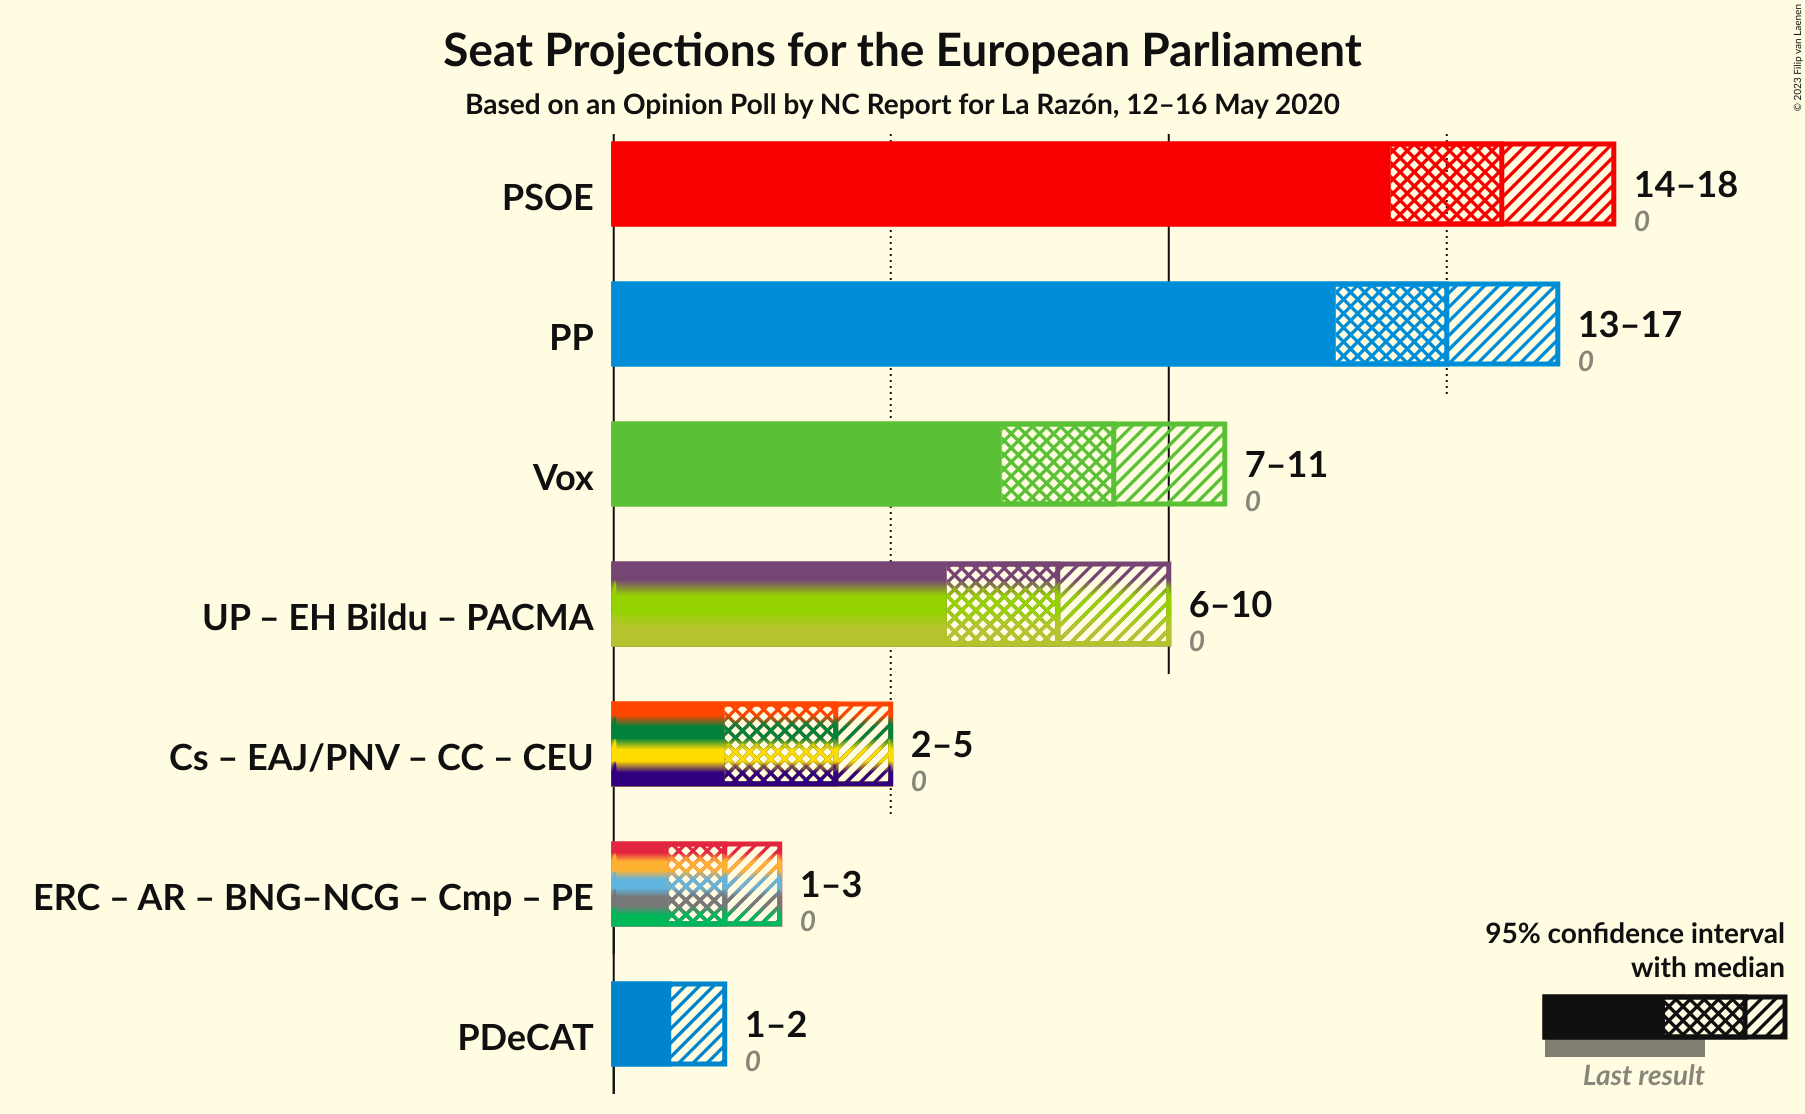 Seat Projections for the European Parliament
Based on an Opinion Poll by NC Report for La Razón, 12–16 May 2020
© 2023 Filip van Laenen
PSOE
14–18
0
PP
13–17
0
Vox
7–11
0
UP – EH Bildu – PACMA
6–10
0
Cs – EAJ/PNV – CC – CEU
2–5
0
ERC – AR – BNG–NCG – Cmp – PE
1–3
0
PDeCAT
1–2
0
95% confidence interval
with median
Last result